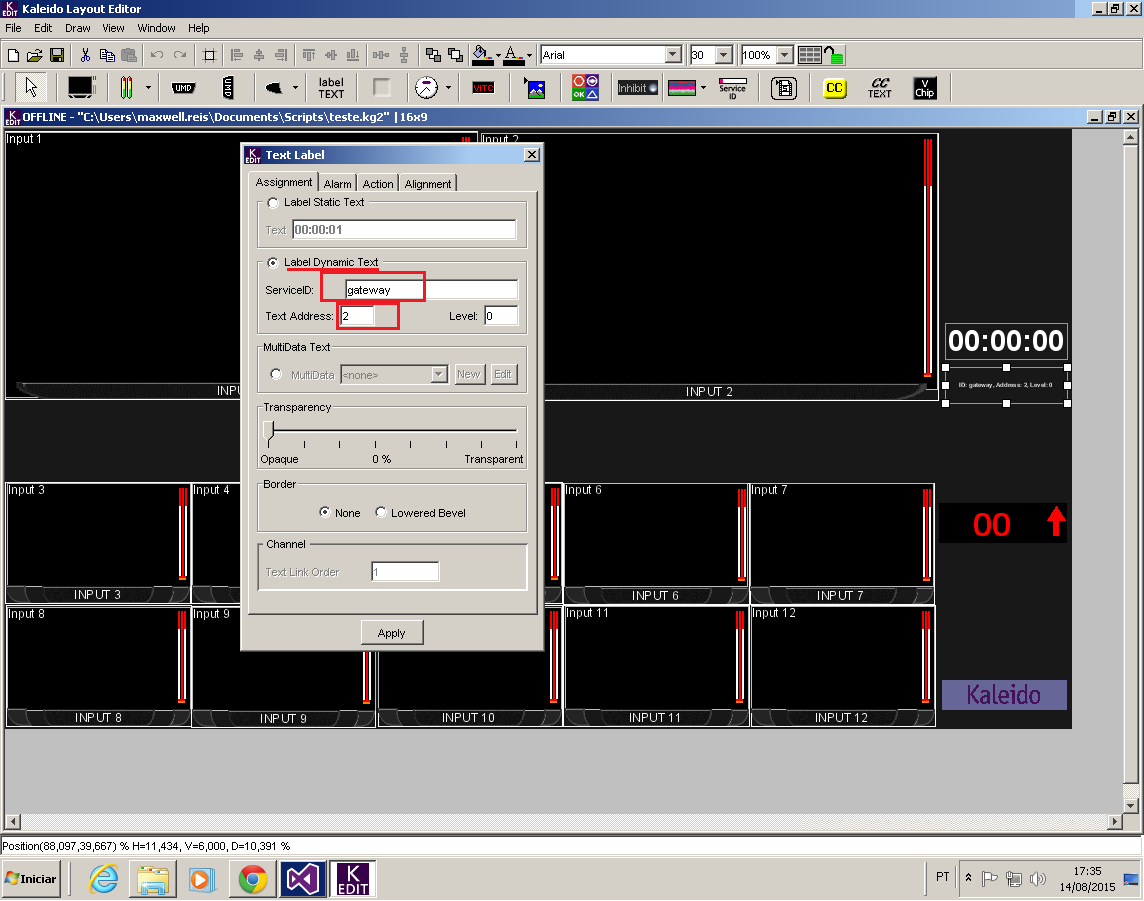 Kaleido Layout Editor
File Edit Draw View Window Help
Arial 30 100%
UMD UMD label TEXT VITC OK Inhibit Service ID CC CC TEXT V Chip
OFFLINE - "C:\Users\maxwell.reis\Documents\Scripts\teste.kg2" |16x9
Input 1
Input 2
Text Label
Assignment Alarm Action Alignment
Label Static Text
Text 00:00:01
Label Dynamic Text
ServiceID: gateway
Text Address: 2 Level: 0
MultiData Text
MultiData <none> New Edit
Transparency
Opaque 0 % Transparent
Border
None Lowered Bevel
Channel
Text Link Order 1
Apply
INPU
INPUT 2
00:00:00
ID: gateway, Address: 2, Level: 0
Input 3 Input 4 Input 6 Input 7
00
INPUT 3 INPUT 6 INPUT 7
Input 8 Input 9 Input 11 Input 12
Kaleido
INPUT 8 INPUT 9 INPUT 10 INPUT 11 INPUT 12
Position(88,097,39,667) % H=11,434, V=6,000, D=10,391 %
Iniciar K EDIT PT 17:35
14/08/2015